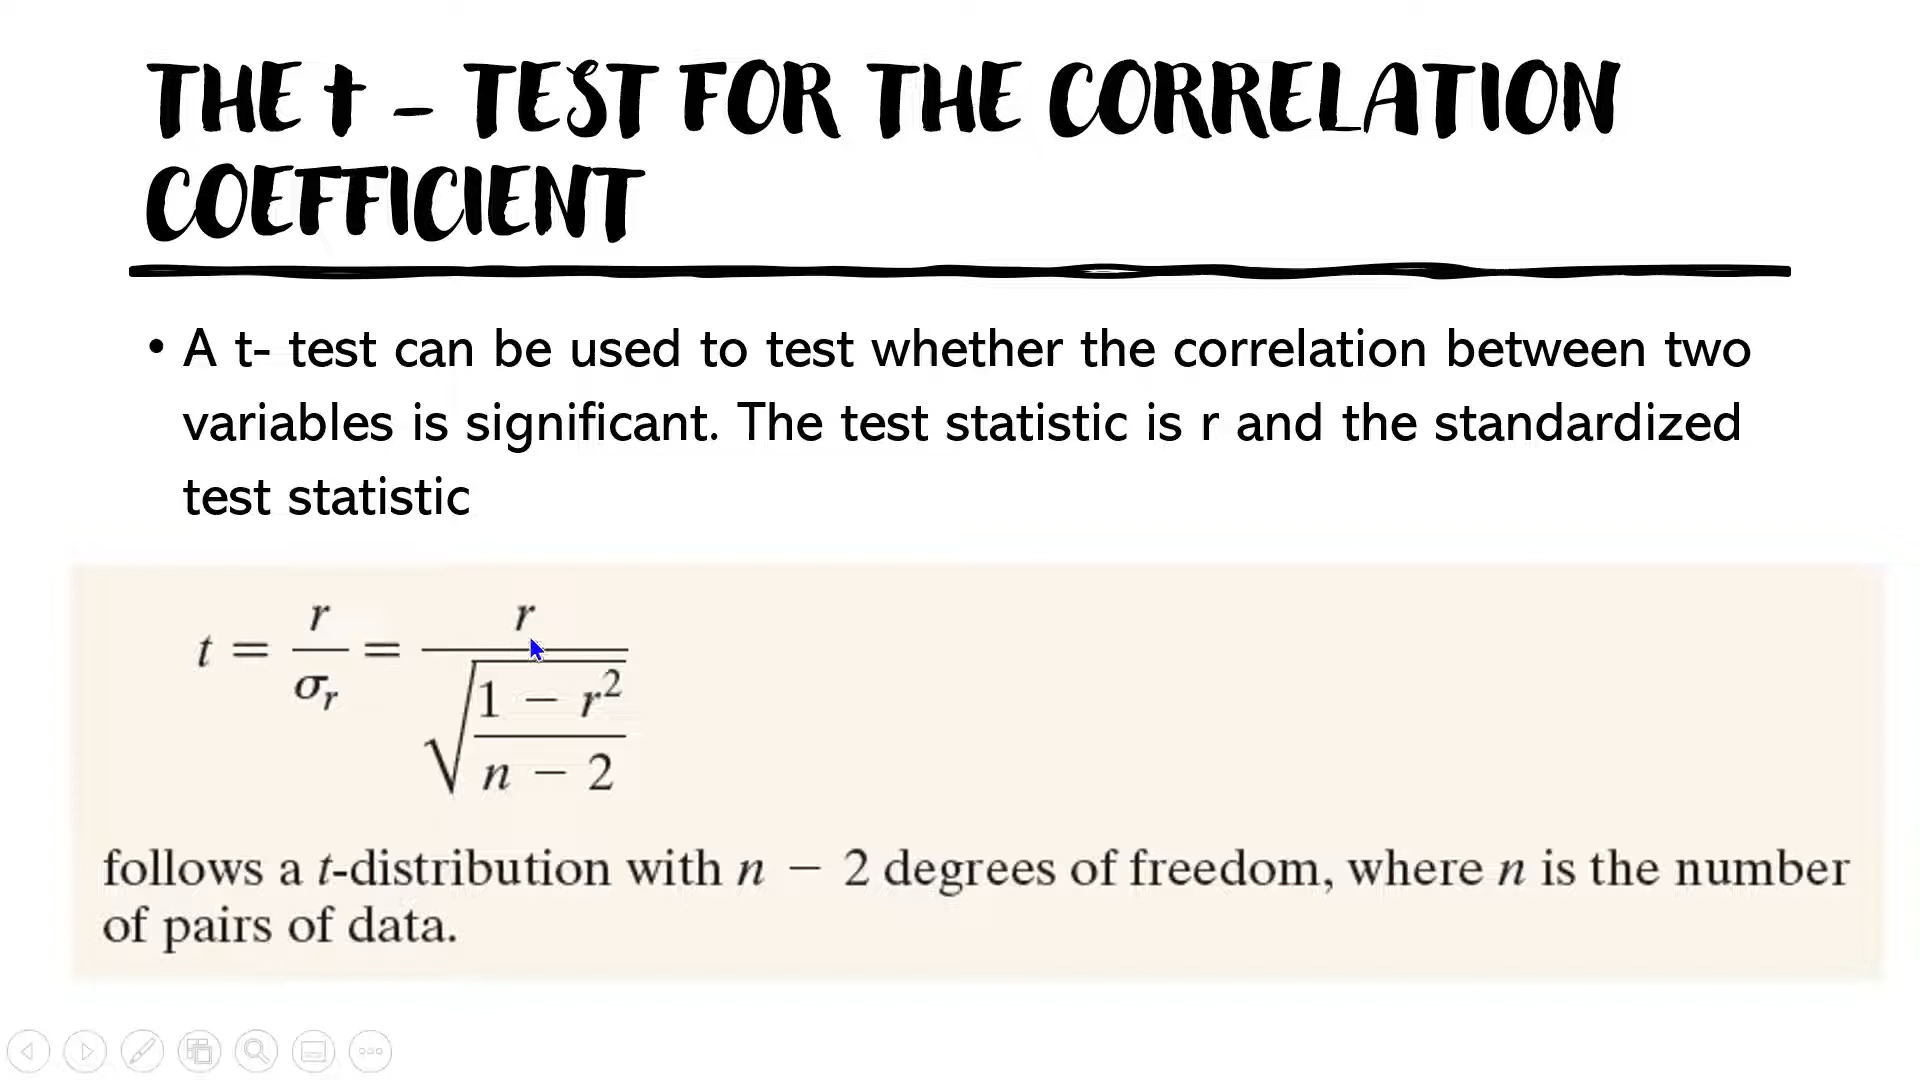 THE t - TEST FOR THE CORRELATION
COEFFICIENT
• A t- test can be used to test whether the correlation between two
variables is significant. The test statistic is r and the standardized
test statistic
t = r / σᵣ = r / √((1 − r²) / (n − 2))
follows a t-distribution with n − 2 degrees of freedom, where n is the number
of pairs of data.